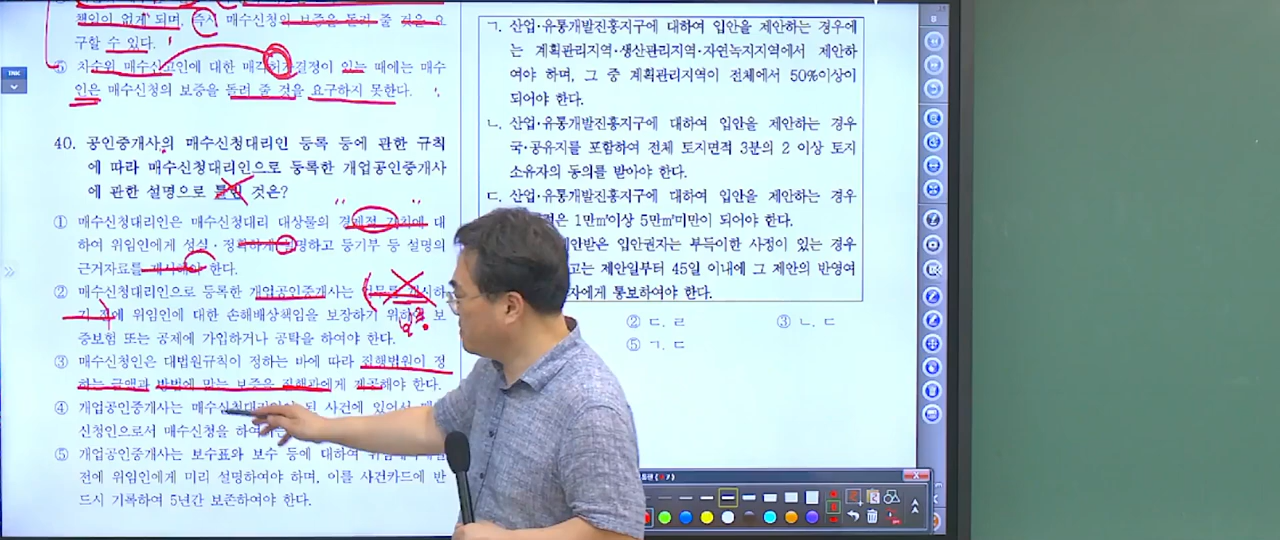 책인이 없게 되며, 즉시 매수신청의 보증을 돌려 줄 것을 요
구할 수 있다.
⑤ 차순위 매수신고인에 대한 매각허가결정이 있는 때에는 매수
인은 매수신청의 보증을 돌려 줄 것을 요구하지 못한다.
40. 공인중개사의 매수신청대리인 등록 등에 관한 규칙
에 따라 매수신청대리인으로 등록한 개업공인중개사
에 관한 설명으로 틀린 것은?
① 매수신청대리인은 매수신청대리 대상물의 경제적 가치에 대
하여 위임인에게 성실·정확하게 설명하고 등기부 등 설명의
근거자료를 제시해야 한다.
② 매수신청대리인으로 등록한 개업공인중개사는 업무를 개시하
기 전에 위임인에 대한 손해배상책임을 보장하기 위하여 보
증보험 또는 공제에 가입하거나 공탁을 하여야 한다.
③ 매수신청인은 대법원규칙이 정하는 바에 따라 집행법원이 정
하는 금액과 방법에 맞는 보증을 집행관에게 제공해야 한다.
④ 개업공인중개사는 매수신청대리인이 된 사건에 있어서
신청인으로서 매수신청을 하여
⑤ 개업공인중개사는 보수표와 보수 등에 대하여
전에 위임인에게 미리 설명하여야 하며, 이를 사건카드에 반
드시 기록하여 5년간 보존하여야 한다.
ㄱ. 산업·유통개발진흥지구에 대하여 입안을 제안하는 경우에
는 계획관리지역·생산관리지역·자연녹지지역에서 제안하
여야 하며, 그 중 계획관리지역이 전체에서 50%이상이
되어야 한다.
ㄴ. 산업·유통개발진흥지구에 대하여 입안을 제안하는 경우
국·공유지를 포함하여 전체 토지면적 3분의 2 이상 토지
소유자의 동의를 받아야 한다.
ㄷ. 산업·유통개발진흥지구에 대하여 입안을 제안하는 경우
적은 1만㎡이상 5만㎡미만이 되어야 한다.
제안받은 입안권자는 부득이한 사정이 있는 경우
고는 제안일부터 45일 이내에 그 제안의 반영여
자에게 통보하여야 한다.
② ㄷ, ㄹ ③ ㄴ, ㄷ
⑤ ㄱ, ㄷ